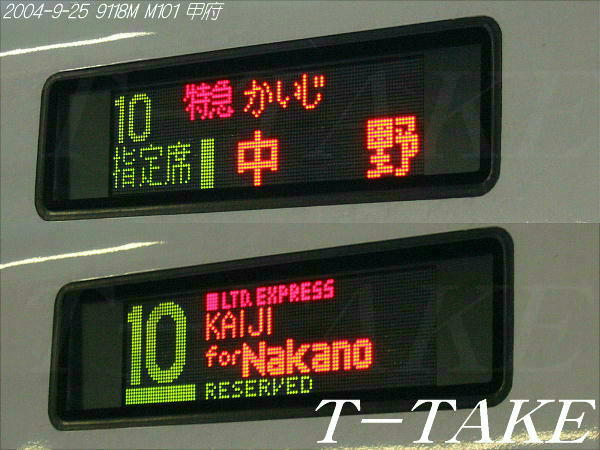 2004-9-25 9118M M101 甲府
10 特急 かいじ
指定席 中野
10 LTD. EXPRESS
KAIJI
for Nakano
RESERVED
T-TAKE